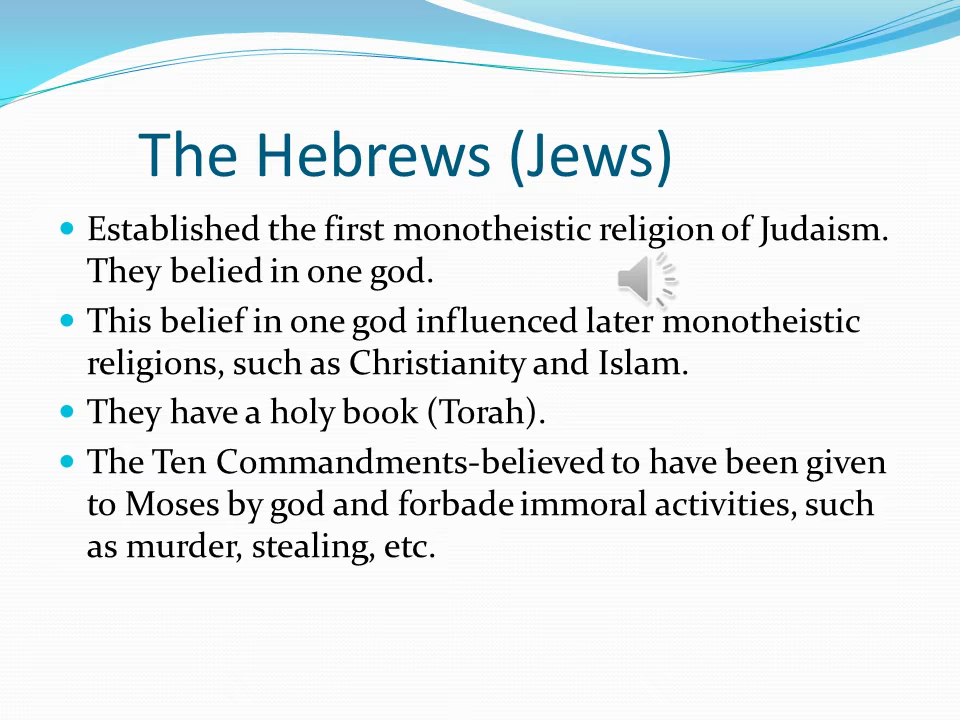 The Hebrews (Jews)
Established the first monotheistic religion of Judaism.
They belied in one god.
This belief in one god influenced later monotheistic
religions, such as Christianity and Islam.
They have a holy book (Torah).
The Ten Commandments-believed to have been given
to Moses by god and forbade immoral activities, such
as murder, stealing, etc.